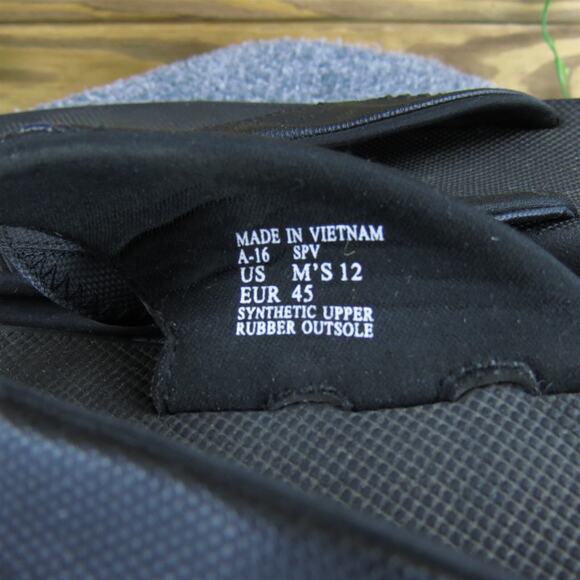 MADE IN VIETNAM
A-16 SPV
US M'S 12
EUR 45
SYNTHETIC UPPER
RUBBER OUTSOLE